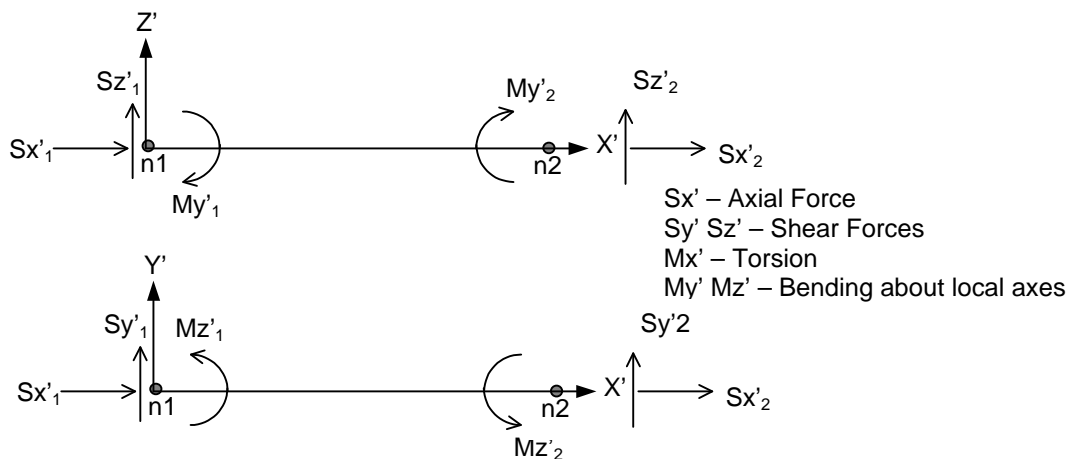 Z'
Sz'₁
My'₂
Sz'₂
Sx'₁
n1
n2
X'
Sx'₂
My'₁
Sx' – Axial Force
Sy' Sz' – Shear Forces
Mx' – Torsion
My' Mz' – Bending about local axes
Y'
Sy'₁
Mz'₁
Sy'2
Sx'₁
n1
n2
X'
Sx'₂
Mz'₂